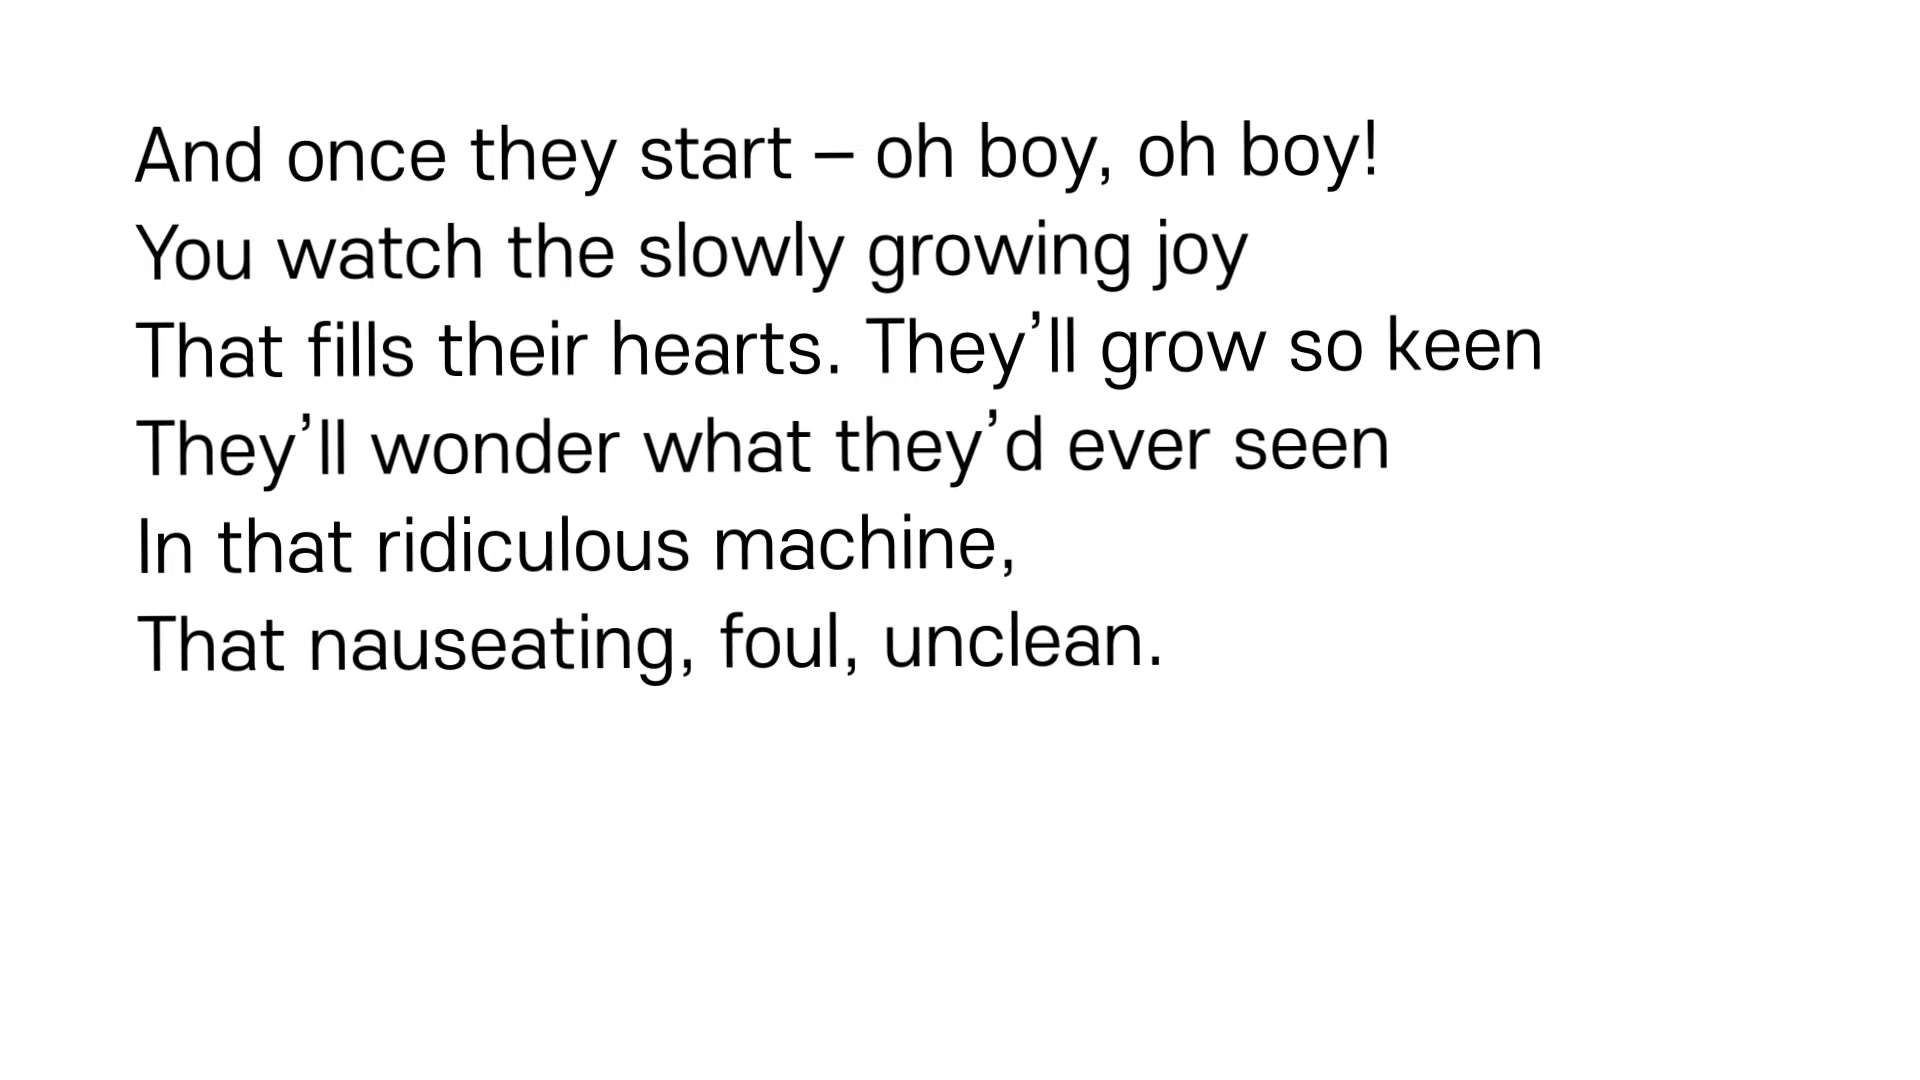 And once they start – oh boy, oh boy!
You watch the slowly growing joy
That fills their hearts. They’ll grow so keen
They’ll wonder what they’d ever seen
In that ridiculous machine,
That nauseating, foul, unclean.